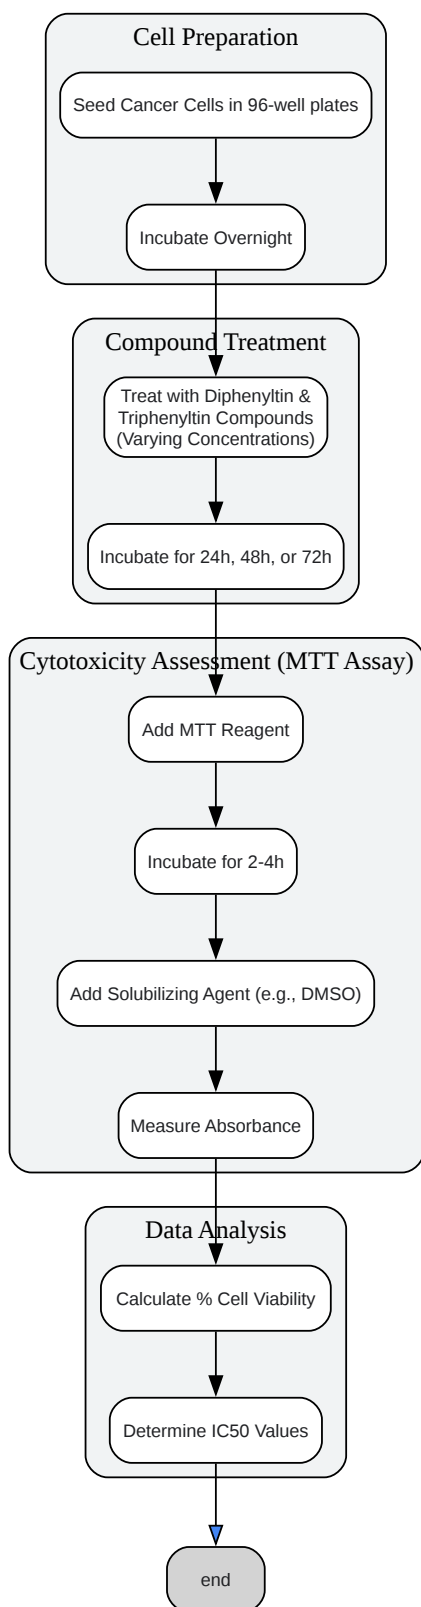 Cell Preparation
Seed Cancer Cells in 96-well plates
Incubate Overnight
Compound Treatment
Treat with Diphenyltin &
Triphenyltin Compounds
(Varying Concentrations)
Incubate for 24h, 48h, or 72h
Cytotoxicity Assessment (MTT Assay)
Add MTT Reagent
Incubate for 2-4h
Add Solubilizing Agent (e.g., DMSO)
Measure Absorbance
Data Analysis
Calculate % Cell Viability
Determine IC50 Values
end